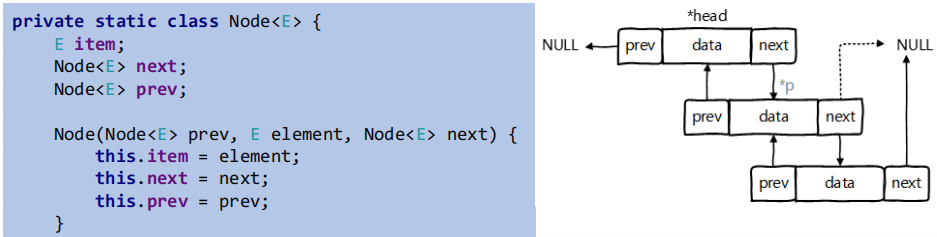 private static class Node<E> {
E item;
Node<E> next;
Node<E> prev;
Node(Node<E> prev, E element, Node<E> next) {
this.item = element;
this.next = next;
this.prev = prev;
}
*head
NULL
prev
data
next
NULL
*p
prev
data
next
prev
data
next